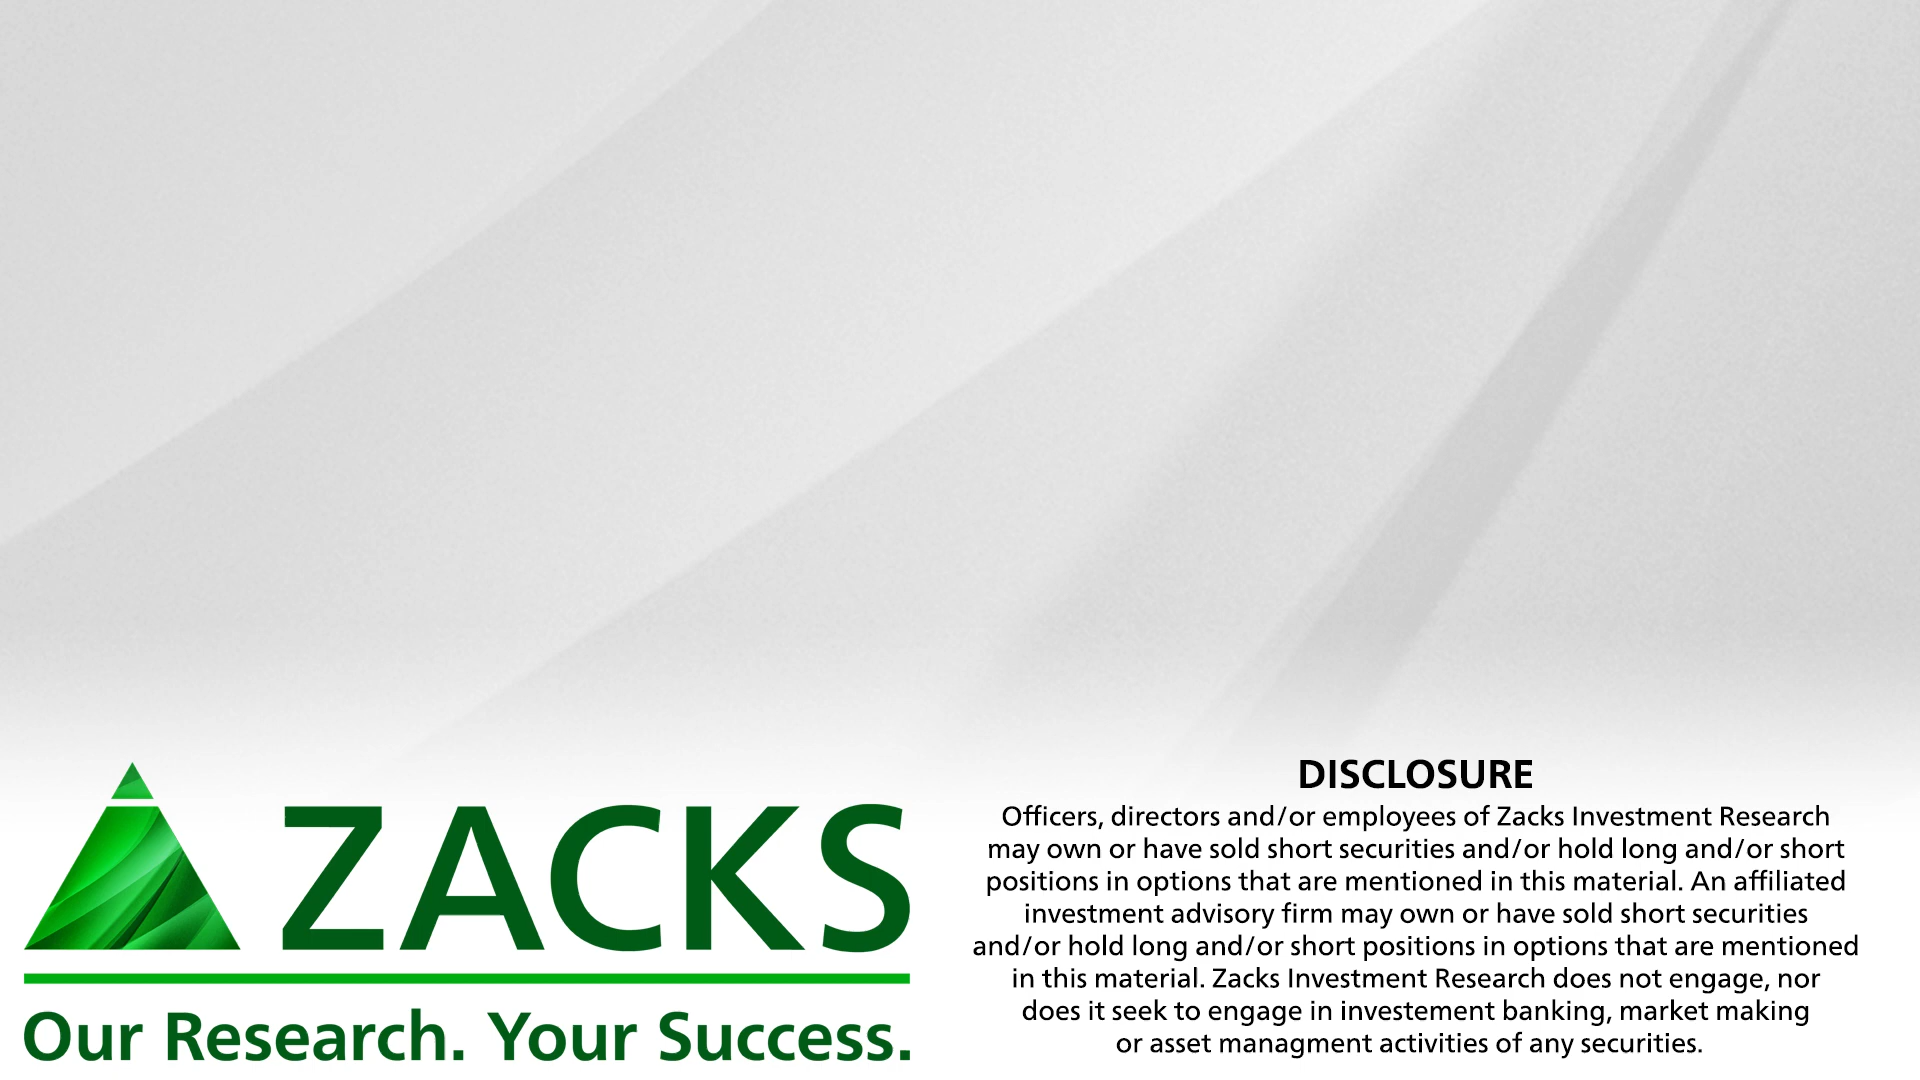 ZACKS
Our Research. Your Success.
DISCLOSURE
Officers, directors and/or employees of Zacks Investment Research
may own or have sold short securities and/or hold long and/or short
positions in options that are mentioned in this material. An affiliated
investment advisory firm may own or have sold short securities
and/or hold long and/or short positions in options that are mentioned
in this material. Zacks Investment Research does not engage, nor
does it seek to engage in investement banking, market making
or asset managment activities of any securities.